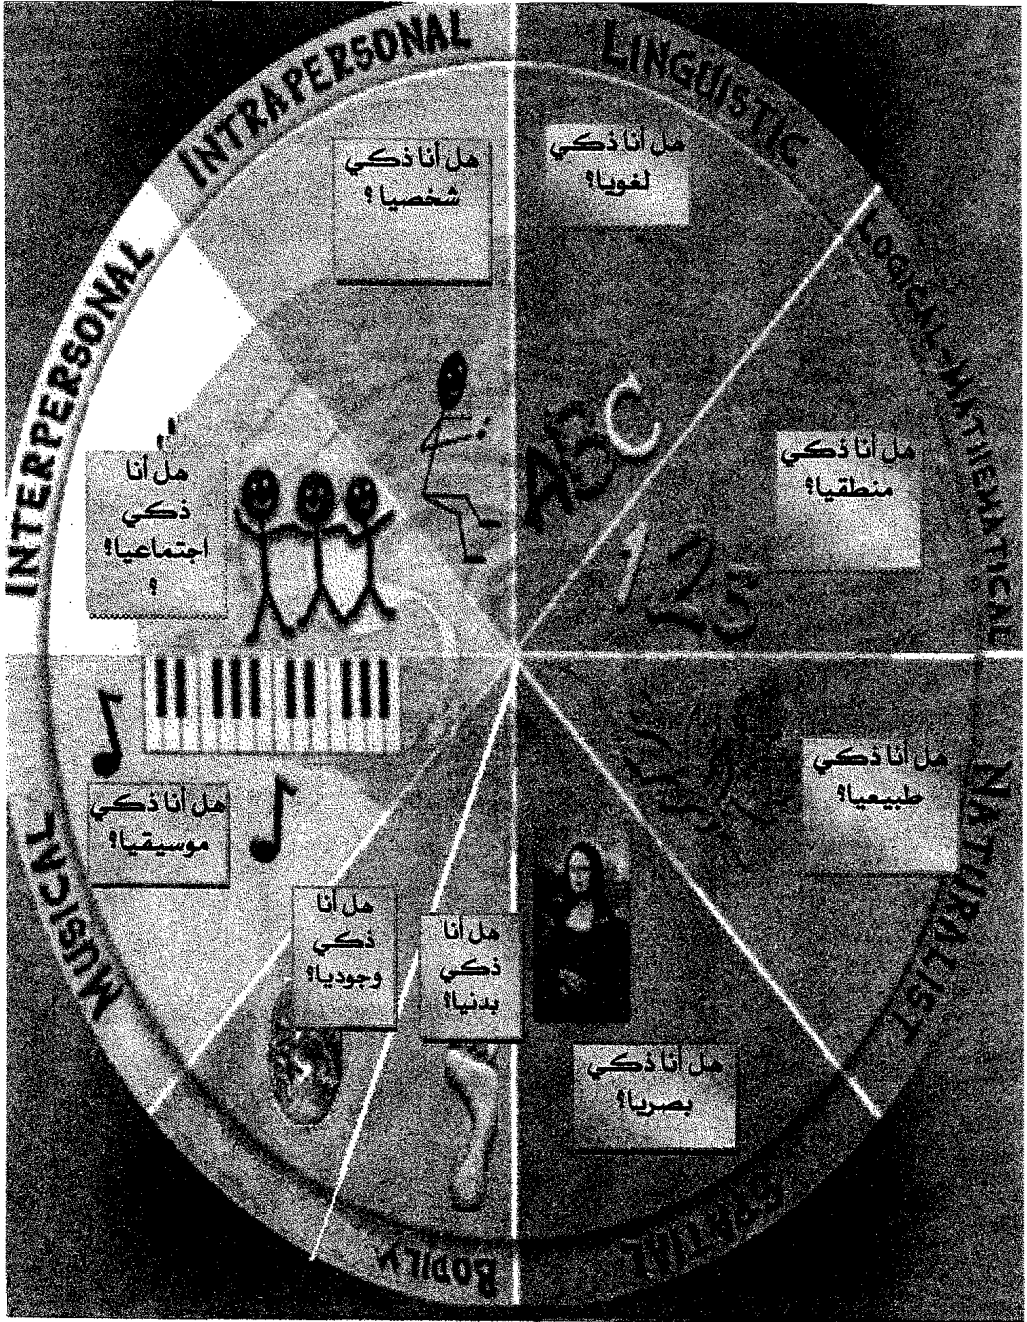 INTRAPERSONAL
LINGUISTIC
هل أنا ذكي
شخصيا ؟
هل أنا ذكي
لغويا؟
LOGICAL-MATHEMATICAL
INTERPERSONAL
ABC
هل أنا ذكي
منطقيا؟
هل أنا
ذكي
اجتماعيا؟
؟
123
هل أنا ذكي
طبيعيا؟
NATURALIST
هل أنا ذكي
موسيقيا؟
MUSICAL
هل أنا
ذكي
وجوديا؟
هل أنا
ذكي
بدنيا؟
هل أنا ذكي
بصريا؟
SPATIAL
BODILY